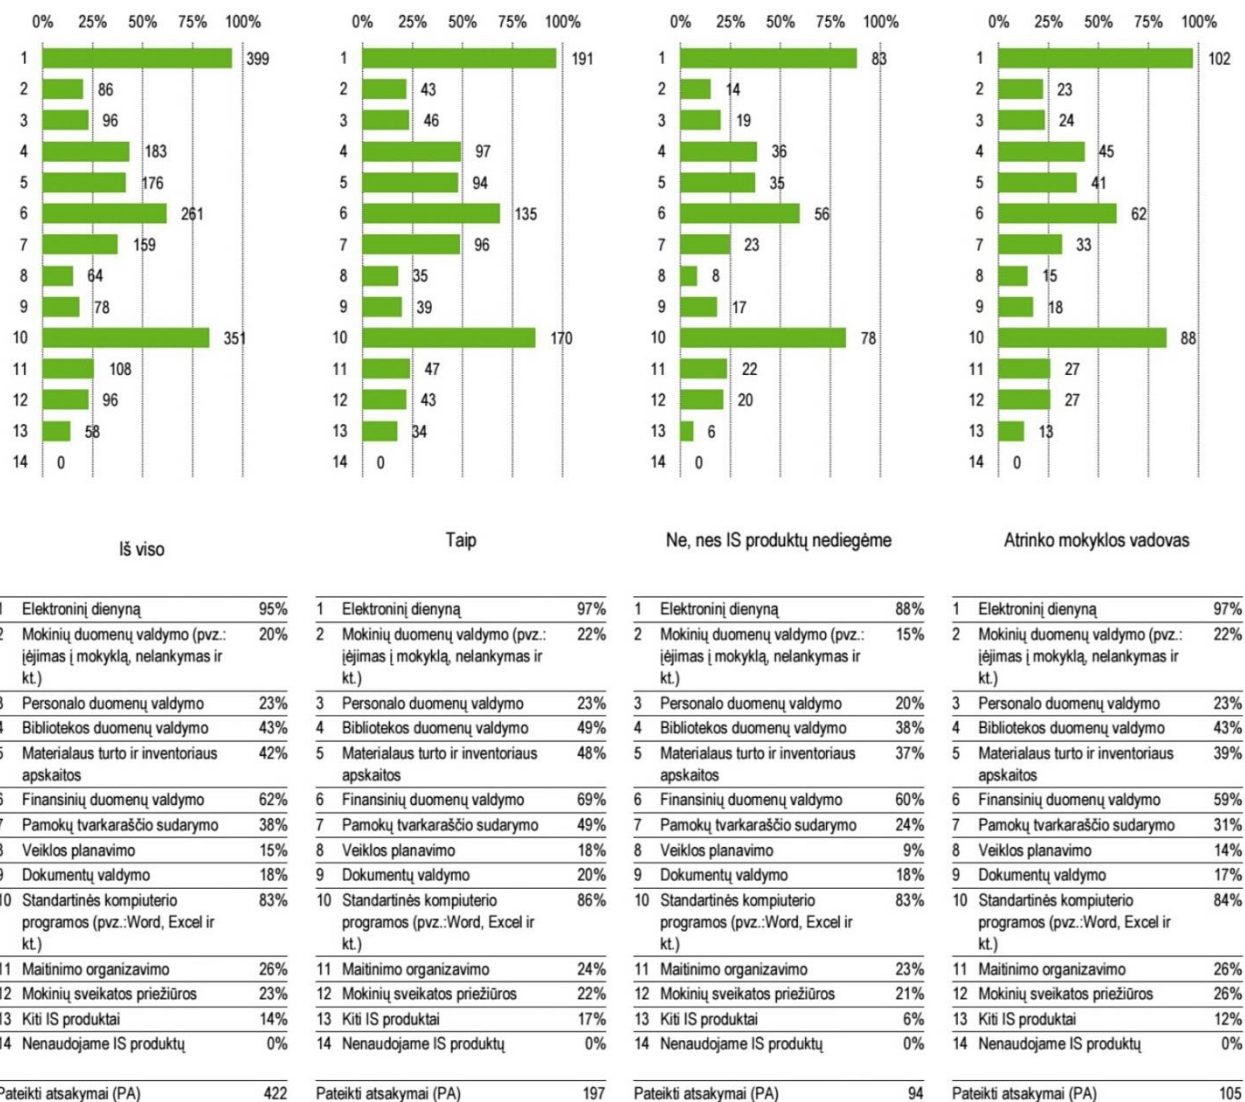 0% 25% 50% 75% 100%
1 399
2 86
3 96
4 183
5 176
6 261
7 159
8 64
9 78
10 351
11 108
12 96
13 58
14 0
Iš viso
1 Elektroninį dienyną 95%
2 Mokinių duomenų valdymo (pvz.: 20%
įėjimas į mokyklą, nelankymas ir
kt.)
3 Personalo duomenų valdymo 23%
4 Bibliotekos duomenų valdymo 43%
5 Materialaus turto ir inventoriaus 42%
apskaitos
6 Finansinių duomenų valdymo 62%
7 Pamokų tvarkaraščio sudarymo 38%
8 Veiklos planavimo 15%
9 Dokumentų valdymo 18%
10 Standartinės kompiuterio 83%
programos (pvz.:Word, Excel ir
kt.)
11 Maitinimo organizavimo 26%
12 Mokinių sveikatos priežiūros 23%
13 Kiti IS produktai 14%
14 Nenaudojame IS produktų 0%
Pateikti atsakymai (PA) 422
0% 25% 50% 75% 100%
1 191
2 43
3 46
4 97
5 94
6 135
7 96
8 35
9 39
10 170
11 47
12 43
13 34
14 0
Taip
1 Elektroninį dienyną 97%
2 Mokinių duomenų valdymo (pvz.: 22%
įėjimas į mokyklą, nelankymas ir
kt.)
3 Personalo duomenų valdymo 23%
4 Bibliotekos duomenų valdymo 49%
5 Materialaus turto ir inventoriaus 48%
apskaitos
6 Finansinių duomenų valdymo 69%
7 Pamokų tvarkaraščio sudarymo 49%
8 Veiklos planavimo 18%
9 Dokumentų valdymo 20%
10 Standartinės kompiuterio 86%
programos (pvz.:Word, Excel ir
kt.)
11 Maitinimo organizavimo 24%
12 Mokinių sveikatos priežiūros 22%
13 Kiti IS produktai 17%
14 Nenaudojame IS produktų 0%
Pateikti atsakymai (PA) 197
0% 25% 50% 75% 100%
1 83
2 14
3 19
4 36
5 35
6 56
7 23
8 8
9 17
10 78
11 22
12 20
13 6
14 0
Ne, nes IS produktų nediegėme
1 Elektroninį dienyną 88%
2 Mokinių duomenų valdymo (pvz.: 15%
įėjimas į mokyklą, nelankymas ir
kt.)
3 Personalo duomenų valdymo 20%
4 Bibliotekos duomenų valdymo 38%
5 Materialaus turto ir inventoriaus 37%
apskaitos
6 Finansinių duomenų valdymo 60%
7 Pamokų tvarkaraščio sudarymo 24%
8 Veiklos planavimo 9%
9 Dokumentų valdymo 18%
10 Standartinės kompiuterio 83%
programos (pvz.:Word, Excel ir
kt.)
11 Maitinimo organizavimo 23%
12 Mokinių sveikatos priežiūros 21%
13 Kiti IS produktai 6%
14 Nenaudojame IS produktų 0%
Pateikti atsakymai (PA) 94
0% 25% 50% 75% 100%
1 102
2 23
3 24
4 45
5 41
6 62
7 33
8 15
9 18
10 88
11 27
12 27
13 13
14 0
Atrinko mokyklos vadovas
1 Elektroninį dienyną 97%
2 Mokinių duomenų valdymo (pvz.: 22%
įėjimas į mokyklą, nelankymas ir
kt.)
3 Personalo duomenų valdymo 23%
4 Bibliotekos duomenų valdymo 43%
5 Materialaus turto ir inventoriaus 39%
apskaitos
6 Finansinių duomenų valdymo 59%
7 Pamokų tvarkaraščio sudarymo 31%
8 Veiklos planavimo 14%
9 Dokumentų valdymo 17%
10 Standartinės kompiuterio 84%
programos (pvz.:Word, Excel ir
kt.)
11 Maitinimo organizavimo 26%
12 Mokinių sveikatos priežiūros 26%
13 Kiti IS produktai 12%
14 Nenaudojame IS produktų 0%
Pateikti atsakymai (PA) 105